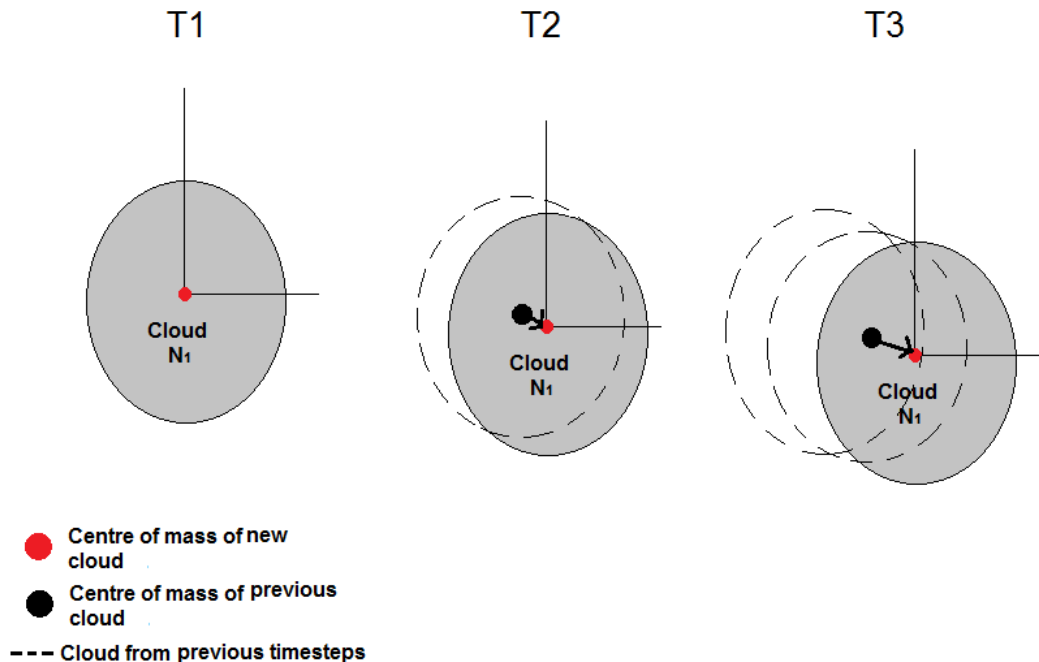 T1
T2
T3
Cloud
N1
Cloud
N1
Cloud
N1
Centre of mass of new
cloud
Centre of mass of previous
cloud
Cloud from previous timesteps